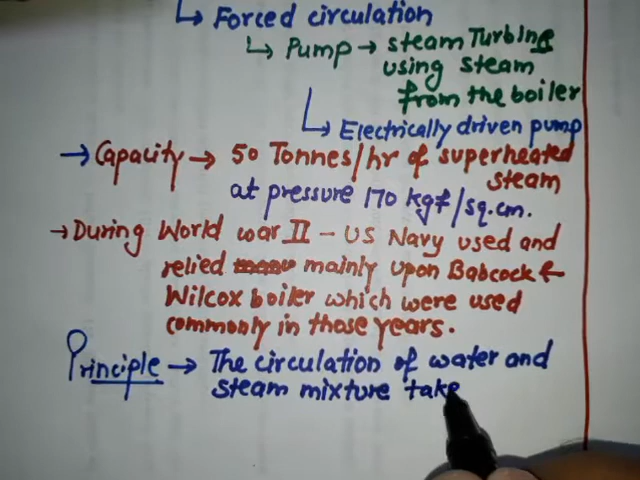 ↳ Forced circulation
↳ Pump → steam Turbine
using steam
from the boiler
↳ Electrically driven pump
→ Capacity → 50 Tonnes/hr of superheated
steam
at pressure 170 kgf/sq.cm.
→ During World war II - US Navy used and
relied mainly upon Babcock &
Wilcox boiler which were used
commonly in those years.
Principle → The circulation of water and
steam mixture take